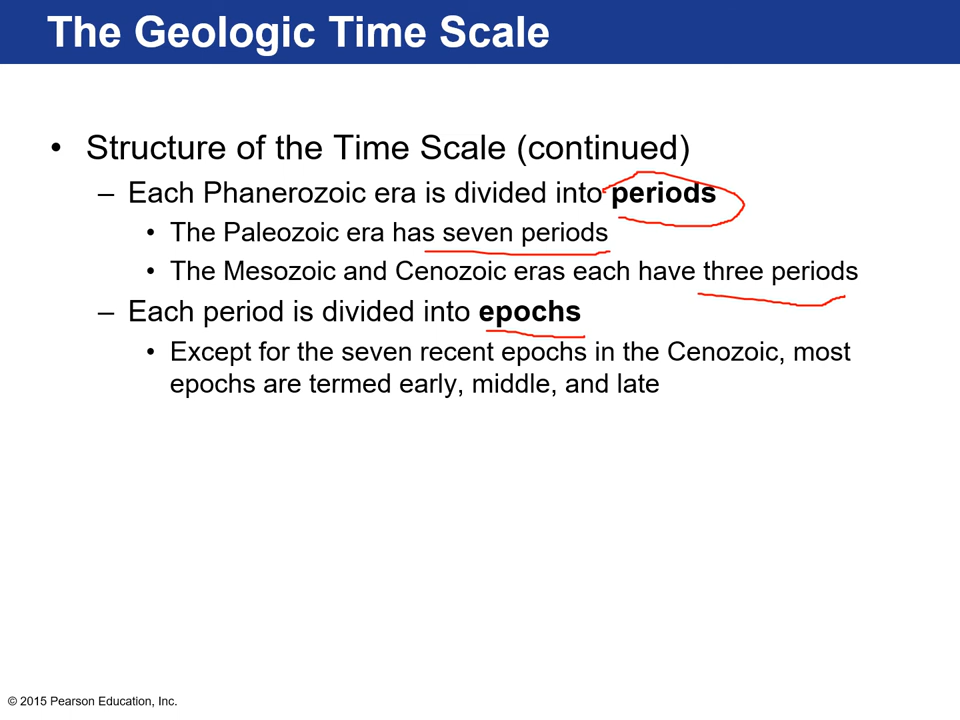 The Geologic Time Scale
• Structure of the Time Scale (continued)
– Each Phanerozoic era is divided into periods
• The Paleozoic era has seven periods
• The Mesozoic and Cenozoic eras each have three periods
– Each period is divided into epochs
• Except for the seven recent epochs in the Cenozoic, most
epochs are termed early, middle, and late
© 2015 Pearson Education, Inc.